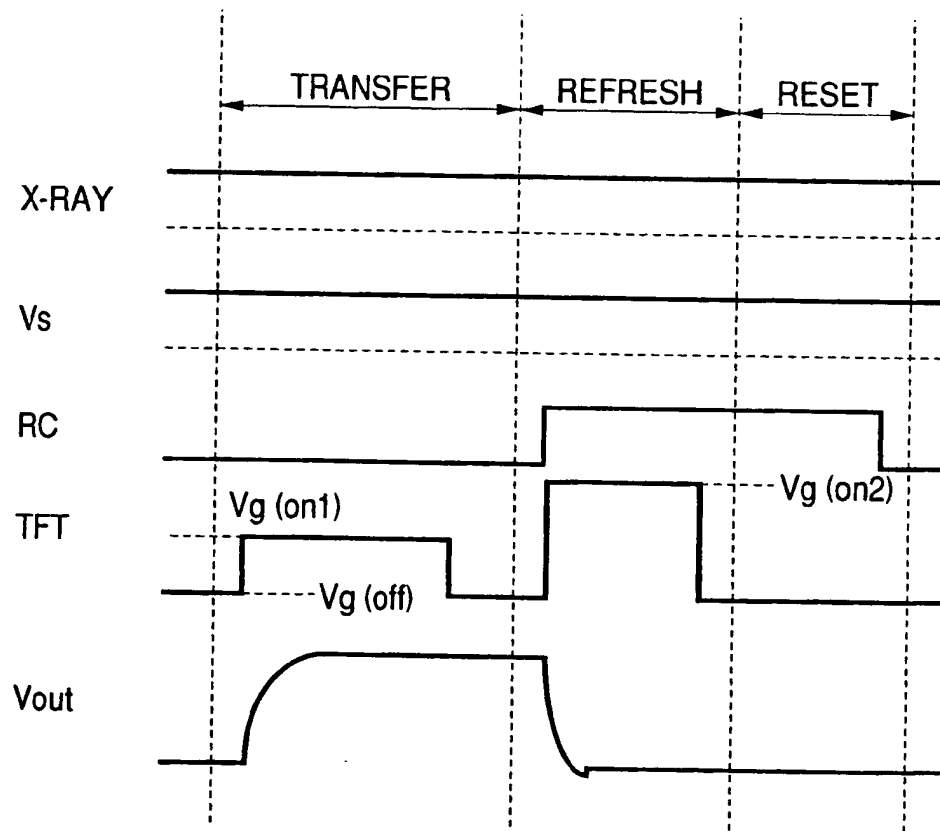 TRANSFER REFRESH RESET
X-RAY
Vs
RC
Vg (on2)
Vg (on1)
TFT
Vg (off)
Vout